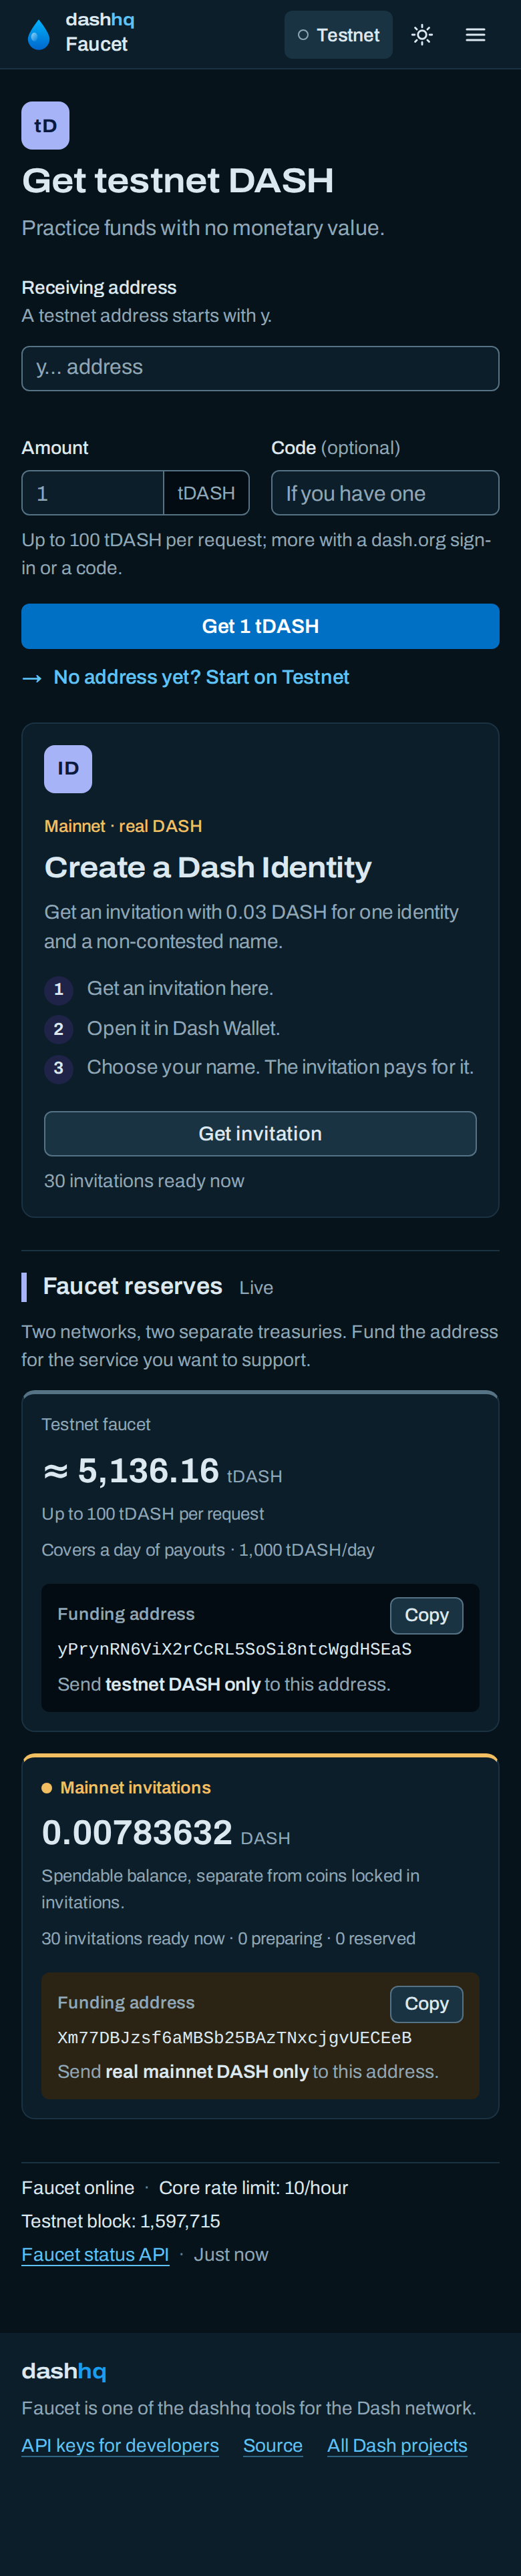 dashhq
Faucet
Testnet
tD
Get testnet DASH
Practice funds with no monetary value.
Receiving address
A testnet address starts with y.
y... address
Amount
Code (optional)
1
tDASH
If you have one
Up to 100 tDASH per request; more with a dash.org sign-
in or a code.
Get 1 tDASH
→ No address yet? Start on Testnet
ID
Mainnet · real DASH
Create a Dash Identity
Get an invitation with 0.03 DASH for one identity
and a non-contested name.
1 Get an invitation here.
2 Open it in Dash Wallet.
3 Choose your name. The invitation pays for it.
Get invitation
30 invitations ready now
Faucet reserves Live
Two networks, two separate treasuries. Fund the address
for the service you want to support.
Testnet faucet
≈ 5,136.16 tDASH
Up to 100 tDASH per request
Covers a day of payouts · 1,000 tDASH/day
Funding address
Copy
yPrynRN6ViX2rCcRL5SoSi8ntcWgdHSEaS
Send testnet DASH only to this address.
Mainnet invitations
0.00783632 DASH
Spendable balance, separate from coins locked in
invitations.
30 invitations ready now · 0 preparing · 0 reserved
Funding address
Copy
Xm77DBJzsf6aMBSb25BAzTNxcjgvUECEeB
Send real mainnet DASH only to this address.
Faucet online · Core rate limit: 10/hour
Testnet block: 1,597,715
Faucet status API · Just now
dashhq
Faucet is one of the dashhq tools for the Dash network.
API keys for developers
Source
All Dash projects